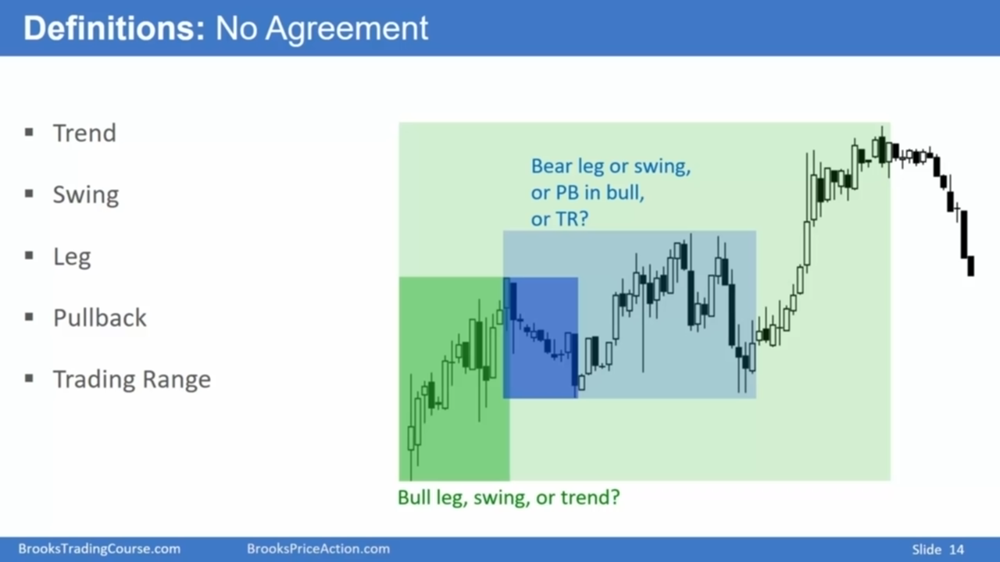 Definitions: No Agreement
Trend
Swing
Leg
Pullback
Trading Range
Bear leg or swing,
or PB in bull,
or TR?
Bull leg, swing, or trend?
BrooksTradingCourse.com
BrooksPriceAction.com
Slide 14